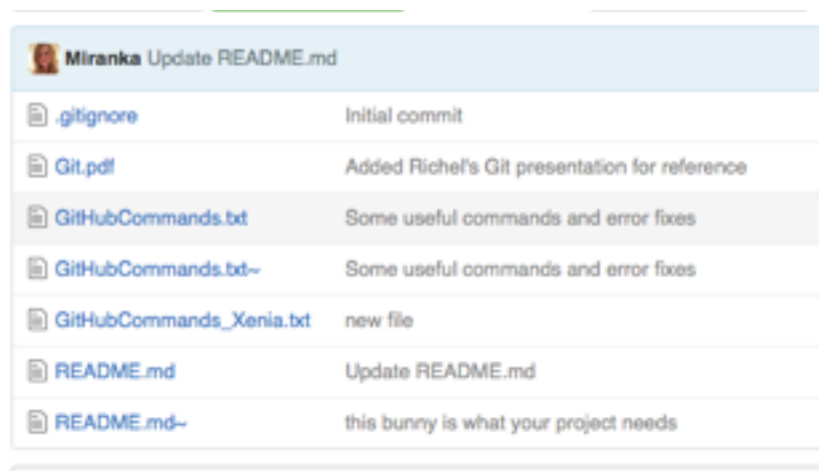 Miranka Update README.md
.gitignore Initial commit
Git.pdf Added Richel's Git presentation for reference
GitHubCommands.txt Some useful commands and error fixes
GitHubCommands.txt~ Some useful commands and error fixes
GitHubCommands_Xenia.txt new file
README.md Update README.md
README.md~ this bunny is what your project needs